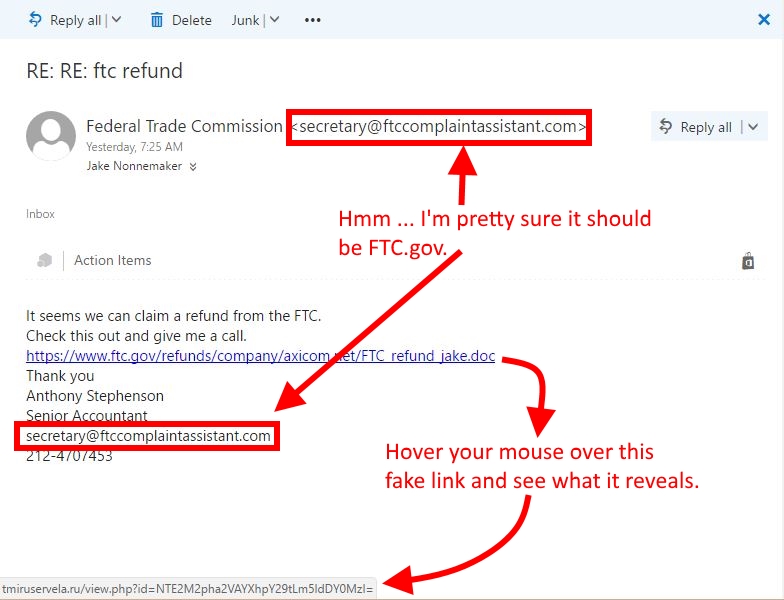 Reply all
Delete
Junk
RE: RE: ftc refund
Federal Trade Commission <secretary@ftccomplaintassistant.com>
Reply all
Yesterday, 7:25 AM
Jake Nonnemaker
Inbox
Hmm ... I'm pretty sure it should
be FTC.gov.
Action Items
It seems we can claim a refund from the FTC.
Check this out and give me a call.
https://www.ftc.gov/refunds/company/axicom.net/FTC_refund_jake.doc
Thank you
Anthony Stephenson
Senior Accountant
secretary@ftccomplaintassistant.com
212-4707453
Hover your mouse over this
fake link and see what it reveals.
tmiruservela.ru/view.php?id=NTE2M2pha2VAYXhpY29tLm5ldDY0MzI=